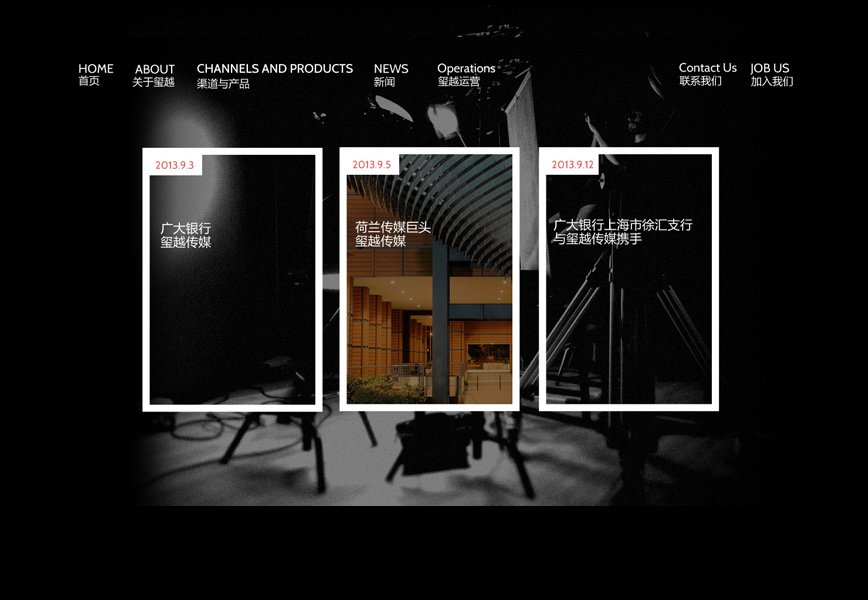 HOME
首页
ABOUT
关于玺越
CHANNELS AND PRODUCTS
渠道与产品
NEWS
新闻
Operations
玺越运营
Contact Us
联系我们
JOB US
加入我们
2013.9.3
广大银行
玺越传媒
2013.9.5
荷兰传媒巨头
玺越传媒
2013.9.12
广大银行上海市徐汇支行
与玺越传媒携手